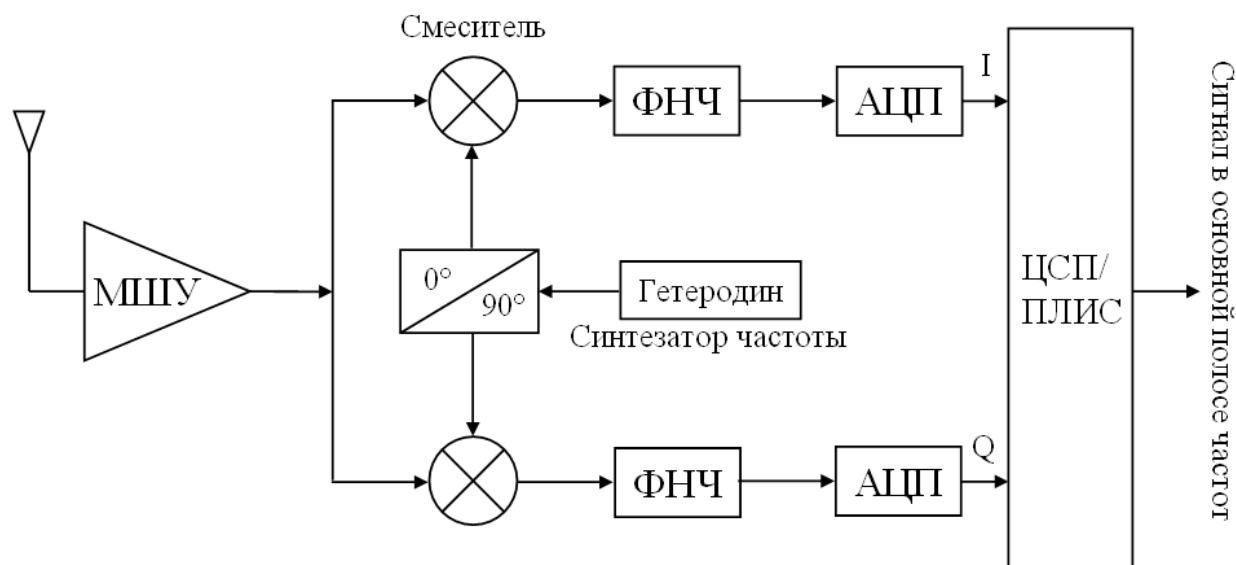 Смеситель
ФНЧ
АЦП
I
МШУ
0°
90°
Гетеродин
Синтезатор частоты
ЦСП/
ПЛИС
Сигнал в основной полосе частот
ФНЧ
АЦП
Q